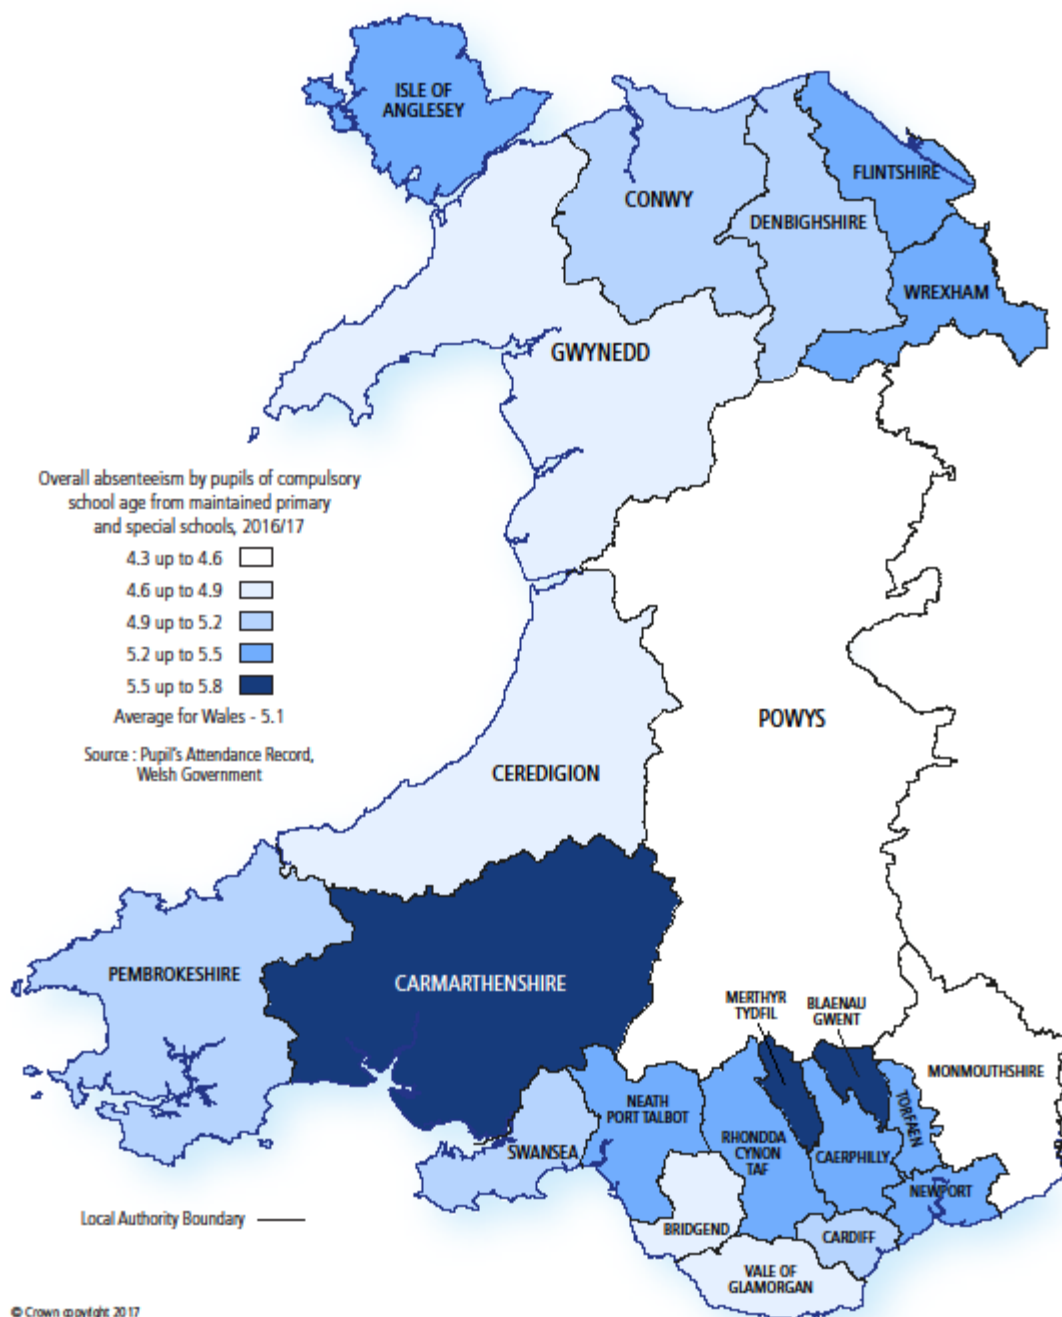 ISLE OF
ANGLESEY
FLINTSHIRE
CONWY
DENBIGHSHIRE
WREXHAM
GWYNEDD
Overall absenteeism by pupils of compulsory
school age from maintained primary
and special schools, 2016/17
4.3 up to 4.6
4.6 up to 4.9
4.9 up to 5.2
5.2 up to 5.5
5.5 up to 5.8
Average for Wales - 5.1
Source : Pupil's Attendance Record,
Welsh Government
POWYS
CEREDIGION
PEMBROKESHIRE
CARMARTHENSHIRE
MERTHYR
TYDFIL
BLAENAU
GWENT
MONMOUTHSHIRE
NEATH
PORT TALBOT
TORFAEN
SWANSEA
RHONDDA
CYNON
TAF
CAERPHILLY
NEWPORT
BRIDGEND
CARDIFF
VALE OF
GLAMORGAN
Local Authority Boundary
© Crown copyright 2017